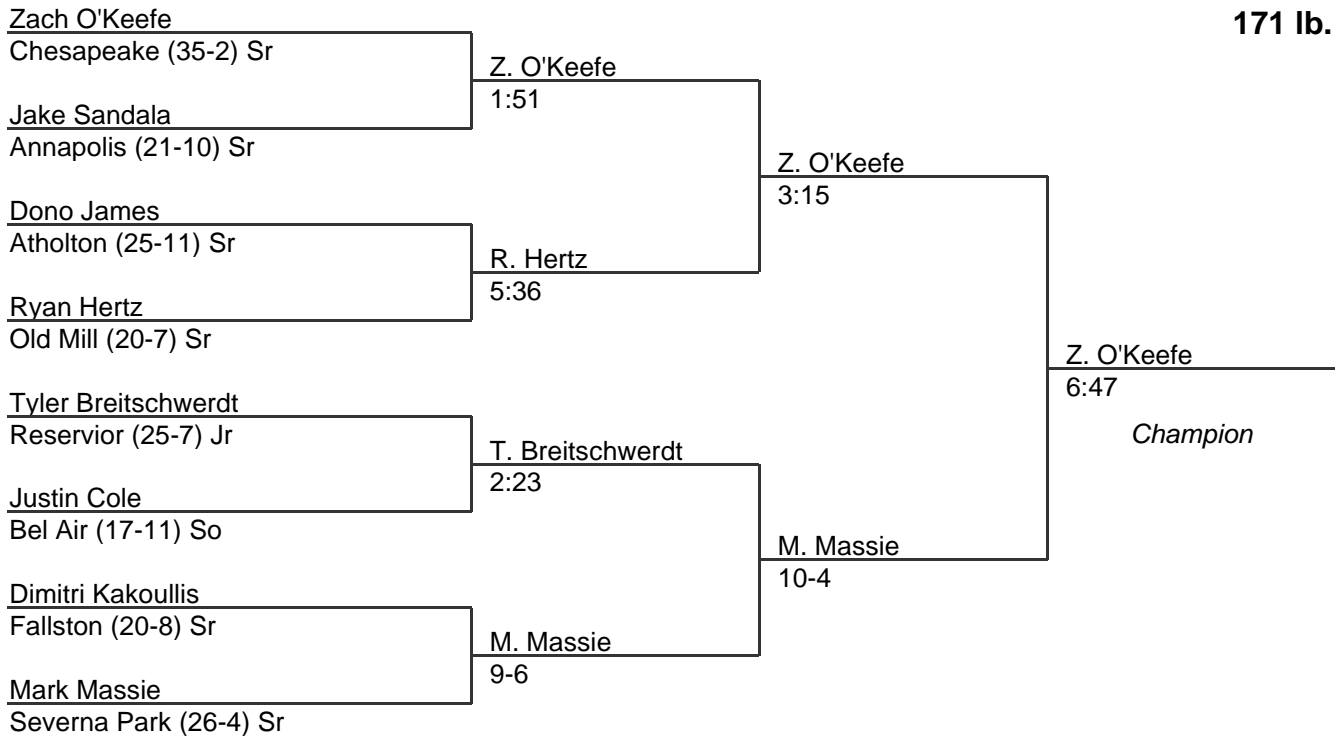 171 lb.
Zach O'Keefe
Chesapeake (35-2) Sr
Z. O'Keefe
1:51
Jake Sandala
Annapolis (21-10) Sr
Z. O'Keefe
3:15
Dono James
Atholton (25-11) Sr
R. Hertz
5:36
Ryan Hertz
Old Mill (20-7) Sr
Z. O'Keefe
6:47
Champion
Tyler Breitschwerdt
Reservior (25-7) Jr
T. Breitschwerdt
2:23
Justin Cole
Bel Air (17-11) So
M. Massie
10-4
Dimitri Kakoullis
Fallston (20-8) Sr
M. Massie
9-6
Mark Massie
Severna Park (26-4) Sr